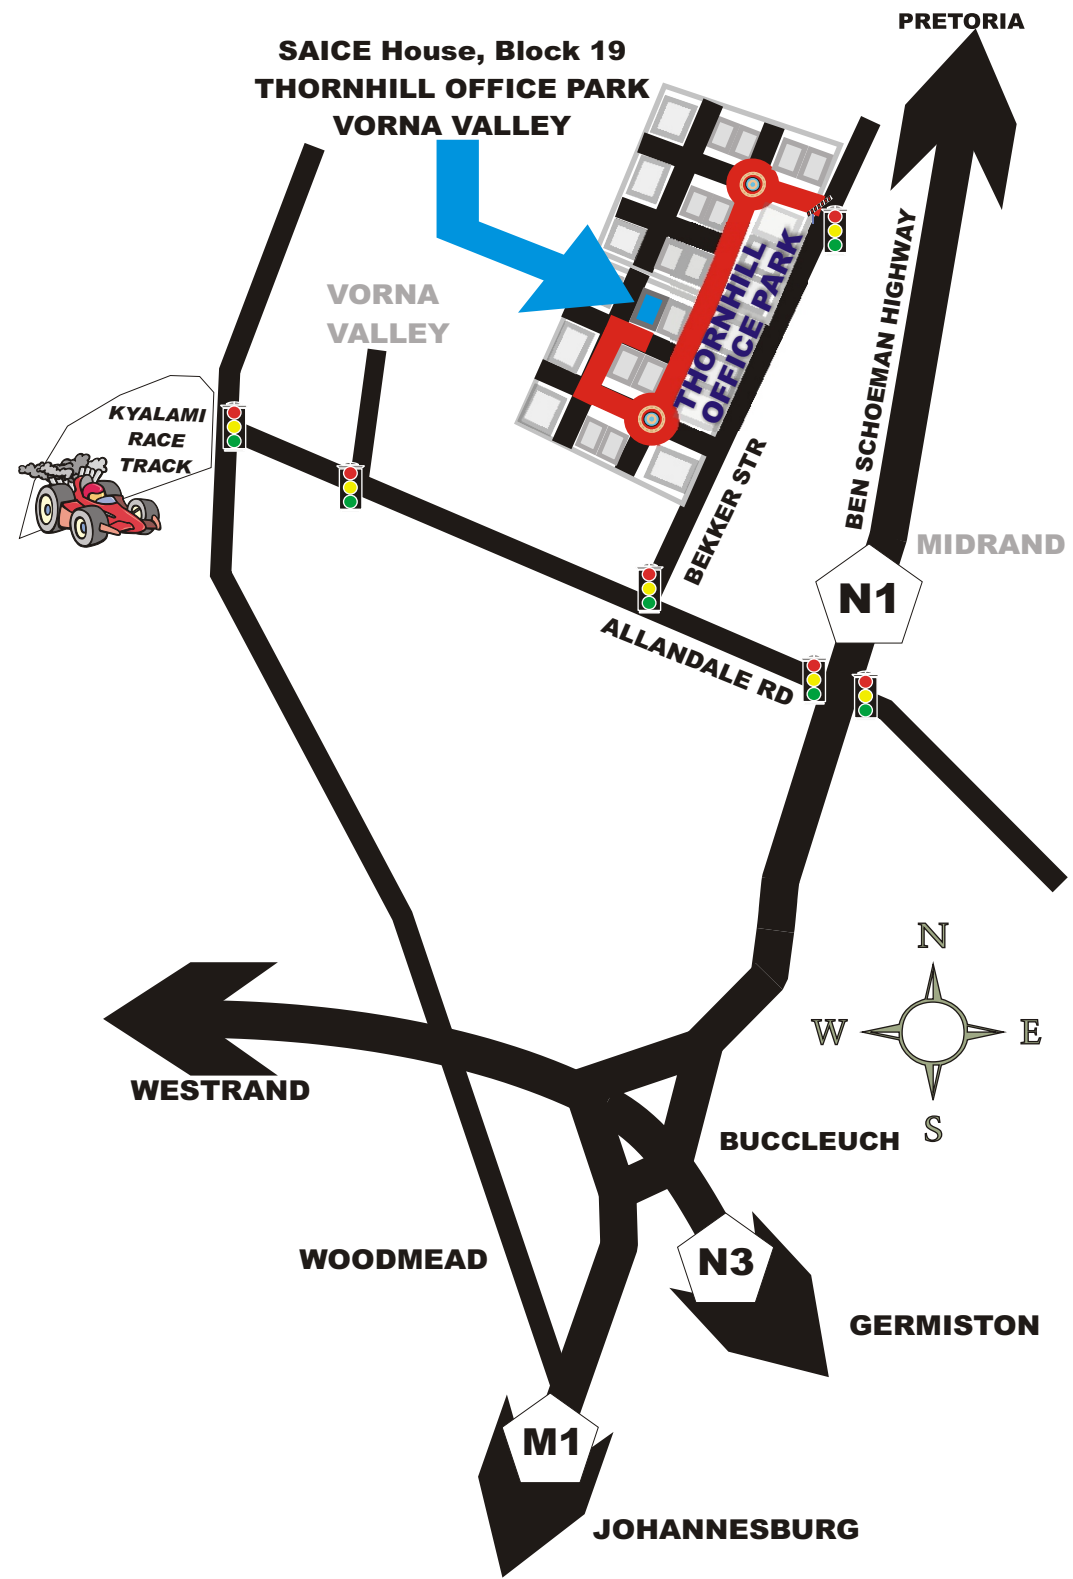 PRETORIA
SAICE House, Block 19
THORNHILL OFFICE PARK
VORNA VALLEY
THORNHILL
OFFICE PARK
BEN SCHOEMAN HIGHWAY
VORNA
VALLEY
KYALAMI
RACE
TRACK
BEKKER STR
MIDRAND
N1
ALLANDALE RD
N
W
E
S
WESTRAND
BUCCLEUCH
WOODMEAD
N3
GERMISTON
M1
JOHANNESBURG